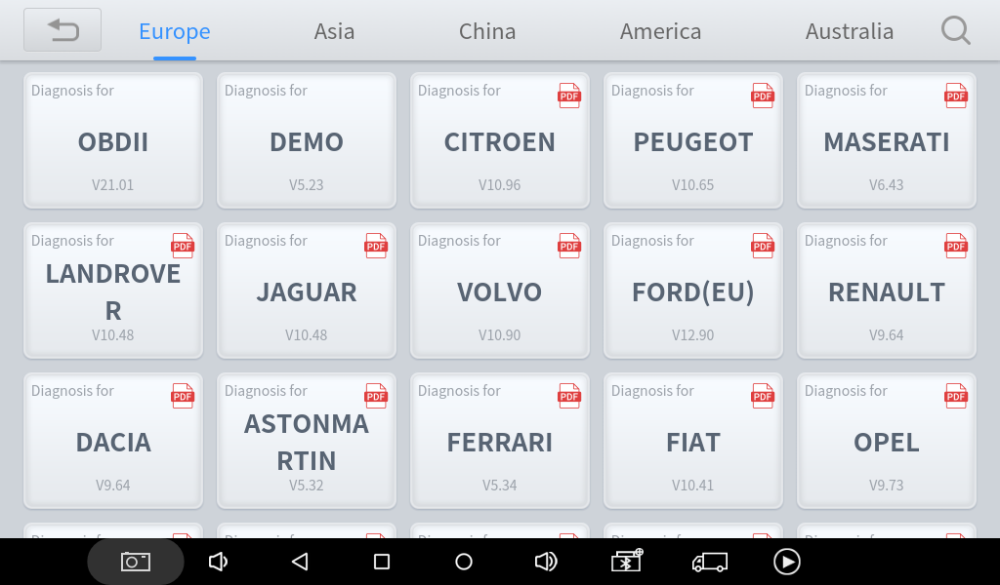 Europe Asia China America Australia
Diagnosis for Diagnosis for Diagnosis for PDF Diagnosis for PDF Diagnosis for PDF
OBDII DEMO CITROEN PEUGEOT MASERATI
V21.01 V5.23 V10.96 V10.65 V6.43
Diagnosis for PDF Diagnosis for PDF Diagnosis for PDF Diagnosis for PDF Diagnosis for PDF
LANDROVE
R JAGUAR VOLVO FORD(EU) RENAULT
V10.48 V10.48 V10.90 V12.90 V9.64
Diagnosis for PDF Diagnosis for PDF Diagnosis for PDF Diagnosis for PDF Diagnosis for PDF
DACIA ASTONMA
RTIN FERRARI FIAT OPEL
V9.64 V5.32 V5.34 V10.41 V9.73